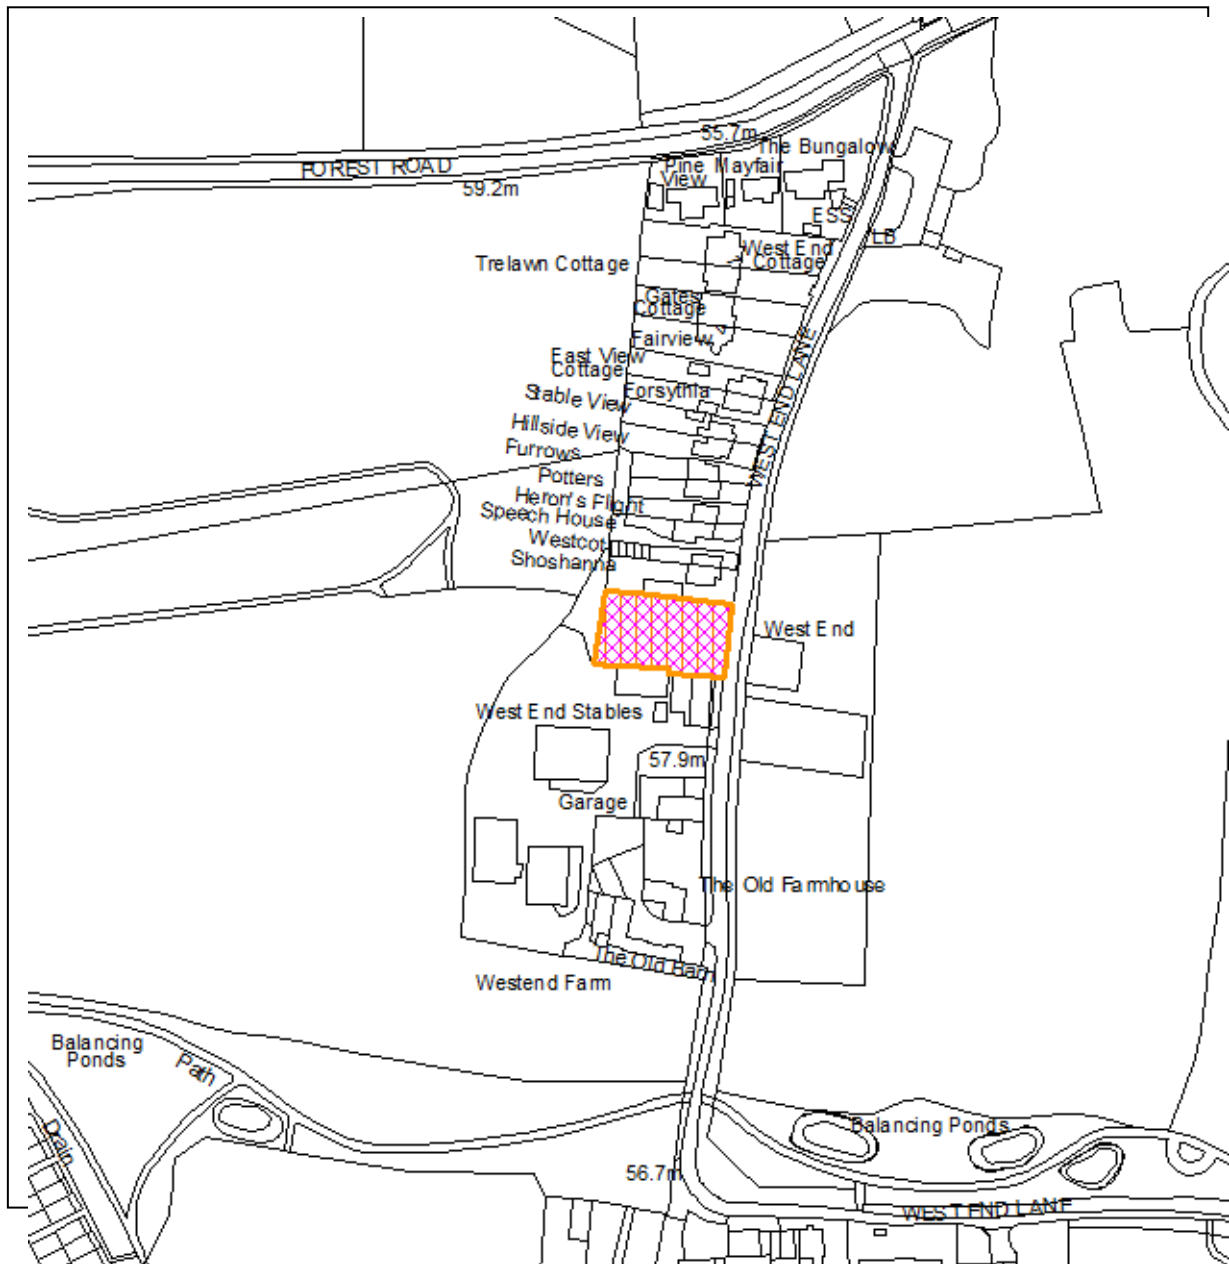 55.7m
The Bungalow
FOREST ROAD
Pine
View
Mayfair
59.2m
ESS
LB
West End
Cottage
Trelawn Cottage
Gates
Cottage
Fairview
East View
Cottage
Forsythia
Stable View
WEST END LANE
Hillside View
Furrows
Potters
Heron's Flight
Speech House
Westcot
Shoshanna
West End
West End Stables
57.9m
Garage
The Old Farmhouse
The Old Barn
Westend Farm
Balancing
Ponds
Path
Drain
Balancing Ponds
56.7m
WEST END LANE